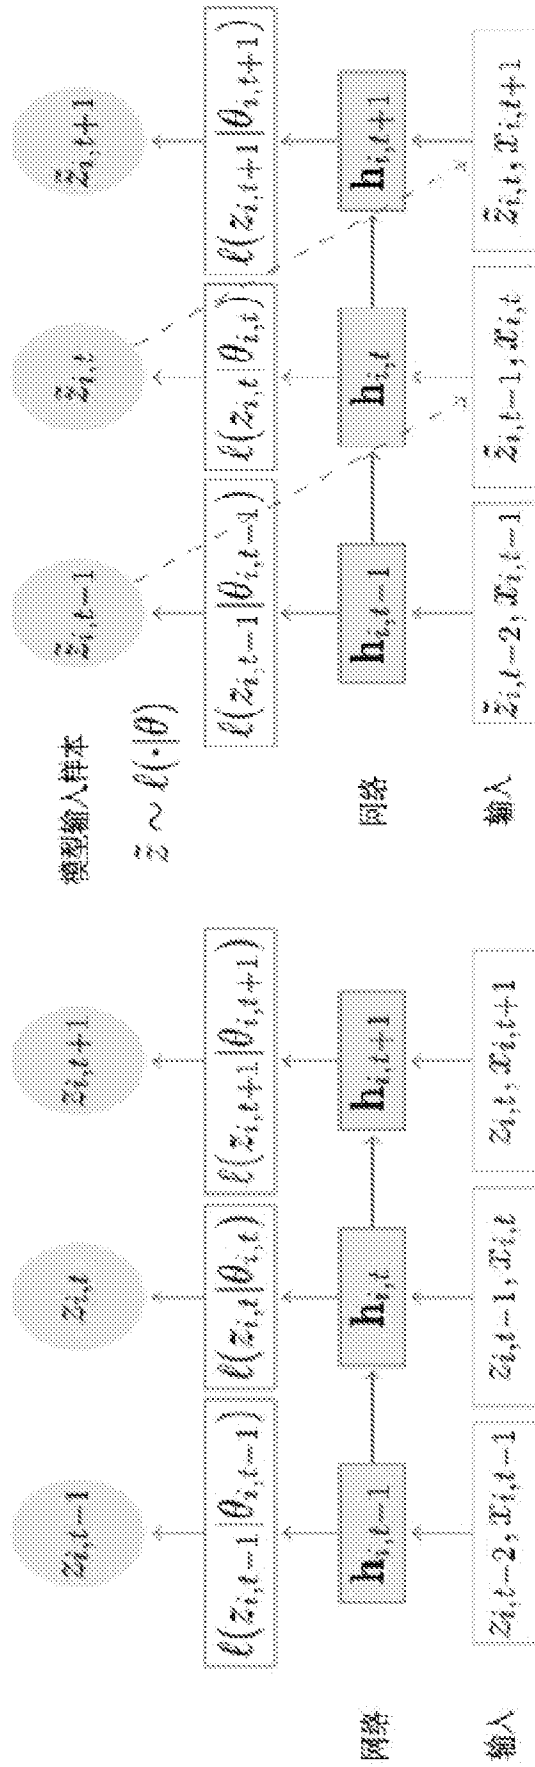 z_{i,t-1} z_{i,t} z_{i,t+1}
ℓ(z_{i,t-1}|θ_{i,t-1}) ℓ(z_{i,t}|θ_{i,t}) ℓ(z_{i,t+1}|θ_{i,t+1})
网络 h_{i,t-1} h_{i,t} h_{i,t+1}
输入 z_{i,t-2}, x_{i,t-1} z_{i,t-1}, x_{i,t} z_{i,t}, x_{i,t+1}
模型输入样本 z̃_{i,t-1} z̃_{i,t} z̃_{i,t+1}
z̃ ~ ℓ(·|θ)
ℓ(z_{i,t-1}|θ_{i,t-1}) ℓ(z_{i,t}|θ_{i,t}) ℓ(z_{i,t+1}|θ_{i,t+1})
网络 h_{i,t-1} h_{i,t} h_{i,t+1}
输入 z̃_{i,t-2}, x_{i,t-1} z̃_{i,t-1}, x_{i,t} z̃_{i,t}, x_{i,t+1}